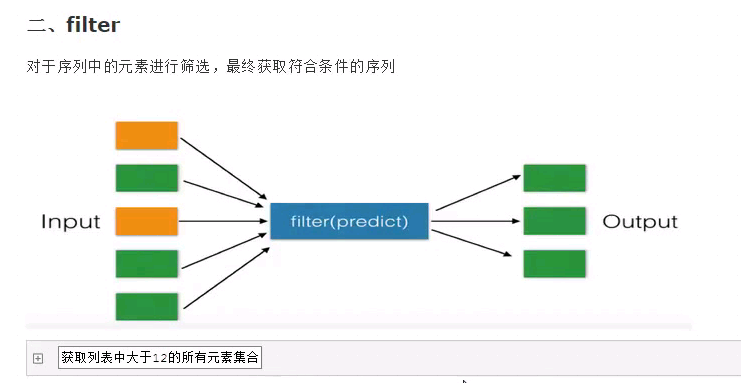 二、filter
对于序列中的元素进行筛选，最终获取符合条件的序列
Input
filter(predict)
Output
获取列表中大于12的所有元素集合